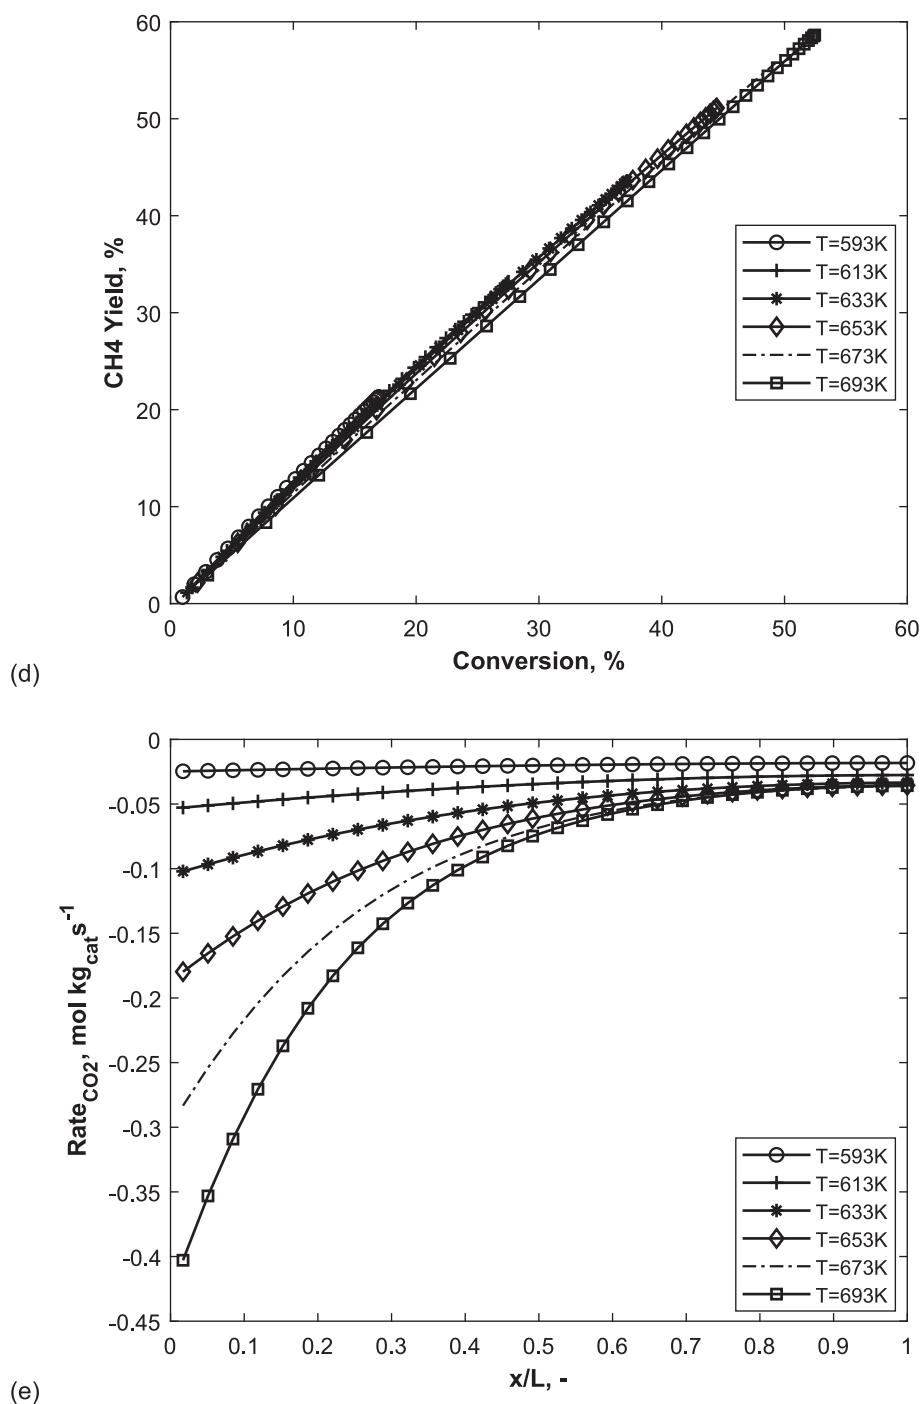 60
50
40
30
20
10
0
CH4 Yield, %
0 10 20 30 40 50 60
Conversion, %
T=593K
T=613K
T=633K
T=653K
T=673K
T=693K
(d)
0
-0.05
-0.1
-0.15
-0.2
-0.25
-0.3
-0.35
-0.4
-0.45
Rate_CO2, mol kg_cat s^-1
0 0.1 0.2 0.3 0.4 0.5 0.6 0.7 0.8 0.9 1
x/L, -
T=593K
T=613K
T=633K
T=653K
T=673K
T=693K
(e)